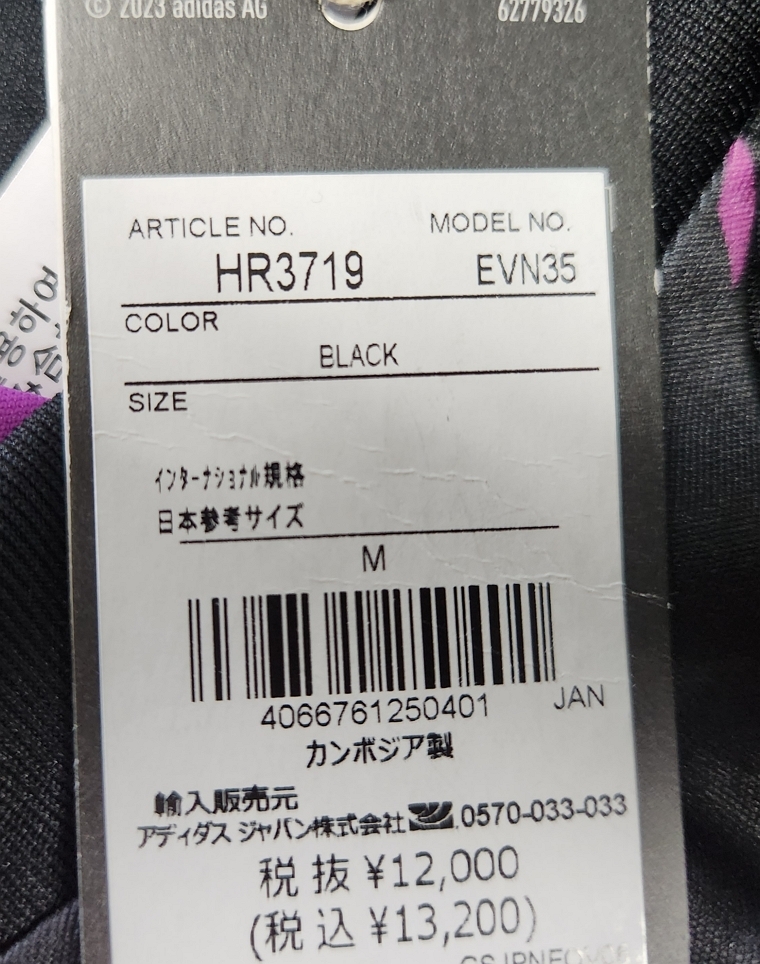 © 2023 adidas AG 62779326
ARTICLE NO. MODEL NO.
HR3719 EVN35
COLOR
BLACK
SIZE
インターナショナル規格
日本参考サイズ
M
4066761250401 JAN
カンボジア製
輸入販売元
アディダス ジャパン株式会社 0570-033-033
税 抜 ¥12,000
(税 込 ¥13,200)